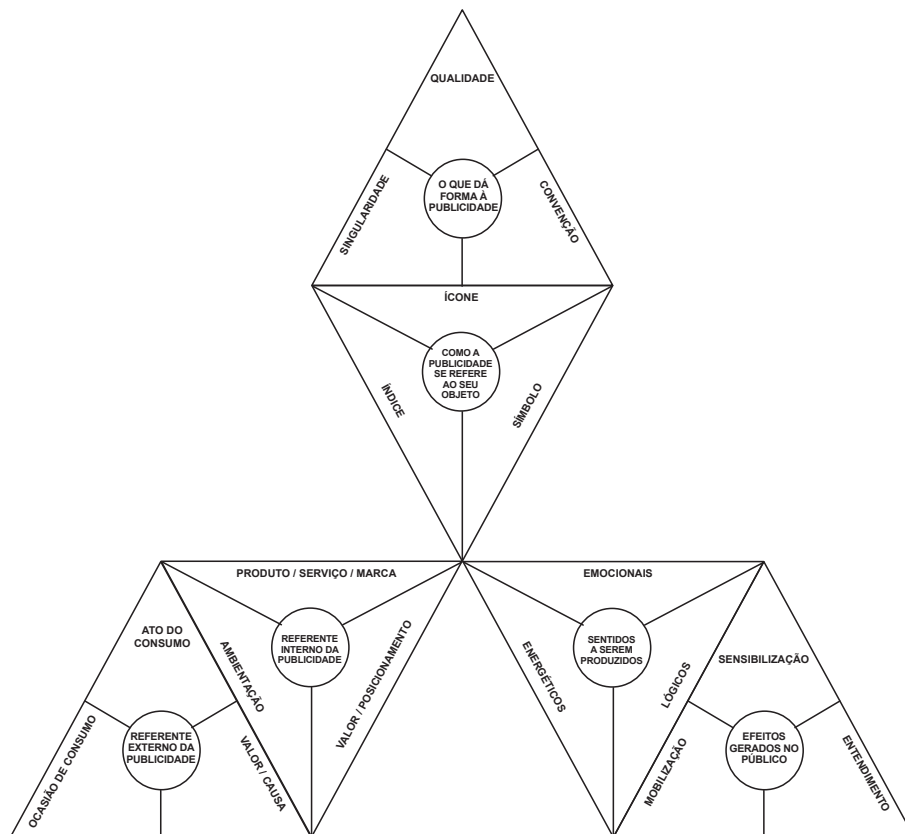 QUALIDADE
SINGULARIDADE
O QUE DÁ
FORMA À
PUBLICIDADE
CONVENÇÃO
ÍCONE
ÍNDICE
COMO A
PUBLICIDADE
SE REFERE
AO SEU
OBJETO
SÍMBOLO
PRODUTO / SERVIÇO / MARCA
AMBIENTAÇÃO
REFERENTE
INTERNO DA
PUBLICIDADE
VALOR / POSICIONAMENTO
ATO DO
CONSUMO
OCASIÃO DE CONSUMO
REFERENTE
EXTERNO DA
PUBLICIDADE
VALOR / CAUSA
EMOCIONAIS
ENERGÉTICOS
SENTIDOS
A SEREM
PRODUZIDOS
LÓGICOS
SENSIBILIZAÇÃO
MOBILIZAÇÃO
EFEITOS
GERADOS NO
PÚBLICO
ENTENDIMENTO